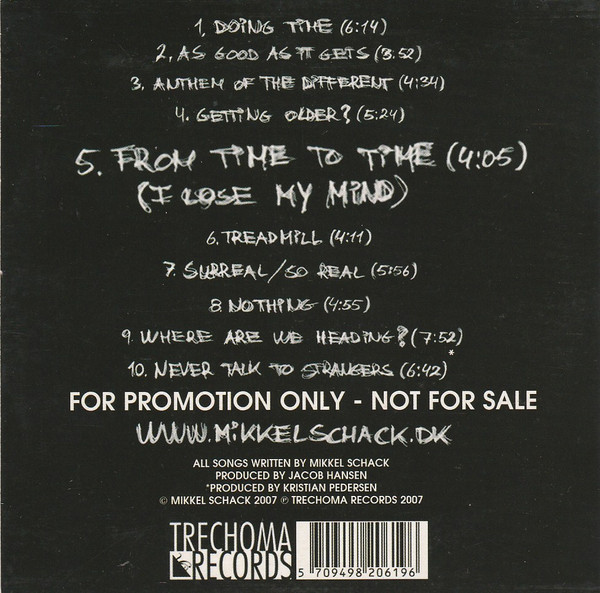 1. DOING TIME (6:14)
2. AS GOOD AS IT GETS (3:52)
3. ANTHEM OF THE DIFFERENT (4:34)
4. GETTING OLDER? (5:24)
5. FROM TIME TO TIME (4:05)
(I LOSE MY MIND)
6. TREADMILL (4:11)
7. SURREAL/SO REAL (5:56)
8. NOTHING (4:55)
9. WHERE ARE WE HEADING? (7:52)
10. NEVER TALK TO STRANGERS (6:42)*
FOR PROMOTION ONLY - NOT FOR SALE
WWW.MIKKELSCHACK.DK
ALL SONGS WRITTEN BY MIKKEL SCHACK
PRODUCED BY JACOB HANSEN
*PRODUCED BY KRISTIAN PEDERSEN
© MIKKEL SCHACK 2007 ℗ TRECHOMA RECORDS 2007
TRECHOMA
RECORDS
5 709498 206196